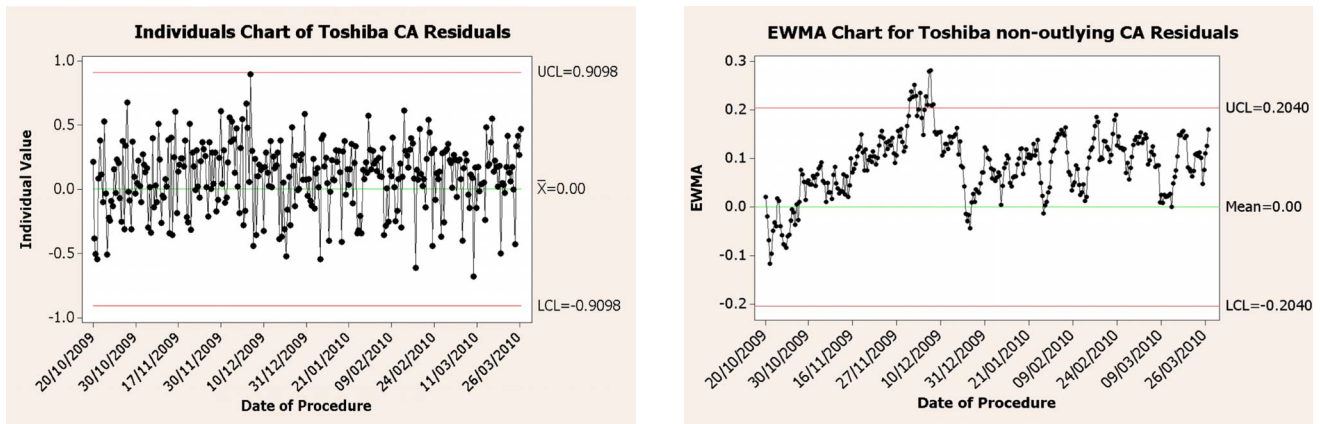 Individuals Chart of Toshiba CA Residuals
1.0
0.5
0.0
-0.5
-1.0
Individual Value
UCL=0.9098
X̄=0.00
LCL=-0.9098
20/10/2009
30/10/2009
17/11/2009
30/11/2009
10/12/2009
31/12/2009
21/01/2010
09/02/2010
24/02/2010
11/03/2010
26/03/2010
Date of Procedure
EWMA Chart for Toshiba non-outlying CA Residuals
0.3
0.2
0.1
0.0
-0.1
-0.2
EWMA
UCL=0.2040
Mean=0.00
LCL=-0.2040
20/10/2009
30/10/2009
16/11/2009
27/11/2009
10/12/2009
31/12/2009
21/01/2010
09/02/2010
24/02/2010
09/03/2010
26/03/2010
Date of Procedure